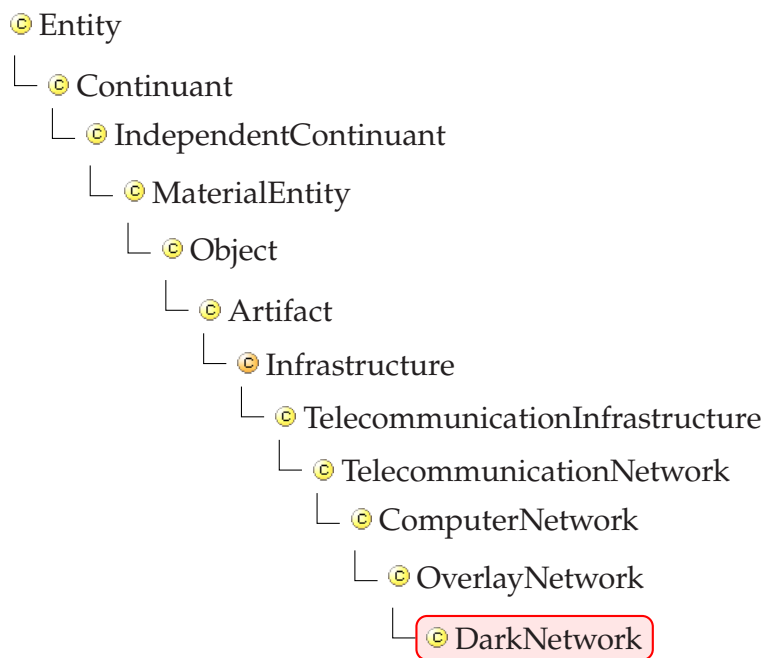 Entity
Continuant
IndependentContinuant
MaterialEntity
Object
Artifact
Infrastructure
TelecommunicationInfrastructure
TelecommunicationNetwork
ComputerNetwork
OverlayNetwork
DarkNetwork